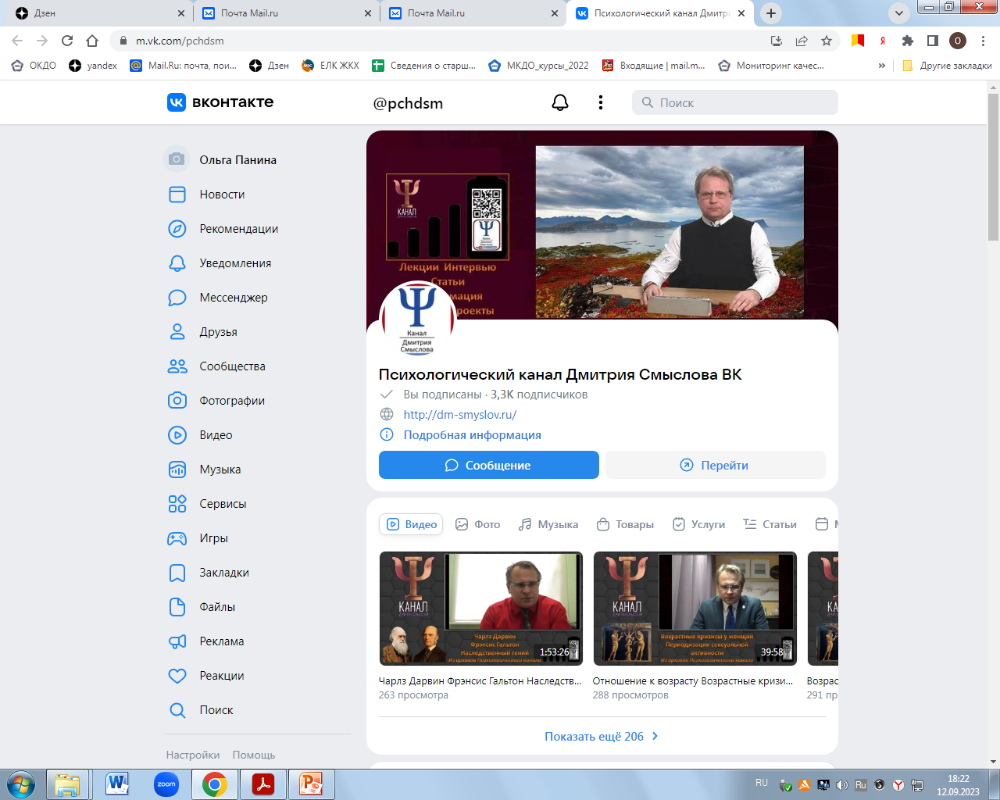 Дзен
Почта Mail.ru
Почта Mail.ru
Психологический канал Дмитр
m.vk.com/pchdsm
Я
О
ОКДО
yandex
Mail.Ru: почта, пои...
Дзен
ЕЛК ЖКХ
Сведения о старш...
МКДО_курсы_2022
Входящие | mail.m...
Мониторинг качес...
»
Другие закладки
вконтакте
@pchdsm
Поиск
Ольга Панина
Новости
Рекомендации
Уведомления
Мессенджер
Друзья
Сообщества
Фотографии
Видео
Музыка
Сервисы
Игры
Закладки
Файлы
Реклама
Реакции
Поиск
Настройки Помощь
КАНАЛ
Лекции Интервью
Статьи
мация
роекты
Канал
Дмитрия
Смыслова
Психологический канал Дмитрия Смыслова ВК
Вы подписаны · 3,3K подписчиков
http://dm-smyslov.ru/
Подробная информация
Сообщение
Перейти
Видео
Фото
Музыка
Товары
Услуги
Статьи
КАНАЛ
Чарлз Дарвин
Фрэнсис Гальтон
Наследственный гений
Из архивов Психологического канала
1:53:26
Чарлз Дарвин Фрэнсис Гальтон Наследств...
263 просмотра
КАНАЛ
Возрастные кризисы у женщин
Периодизации сексуальной
активности
Из архивов Психологического канала
39:58
Отношение к возрасту Возрастные кризи...
288 просмотров
Возрас
291 пр
Показать ещё 206
zoom
RU
Ru
18:22
12.09.2023